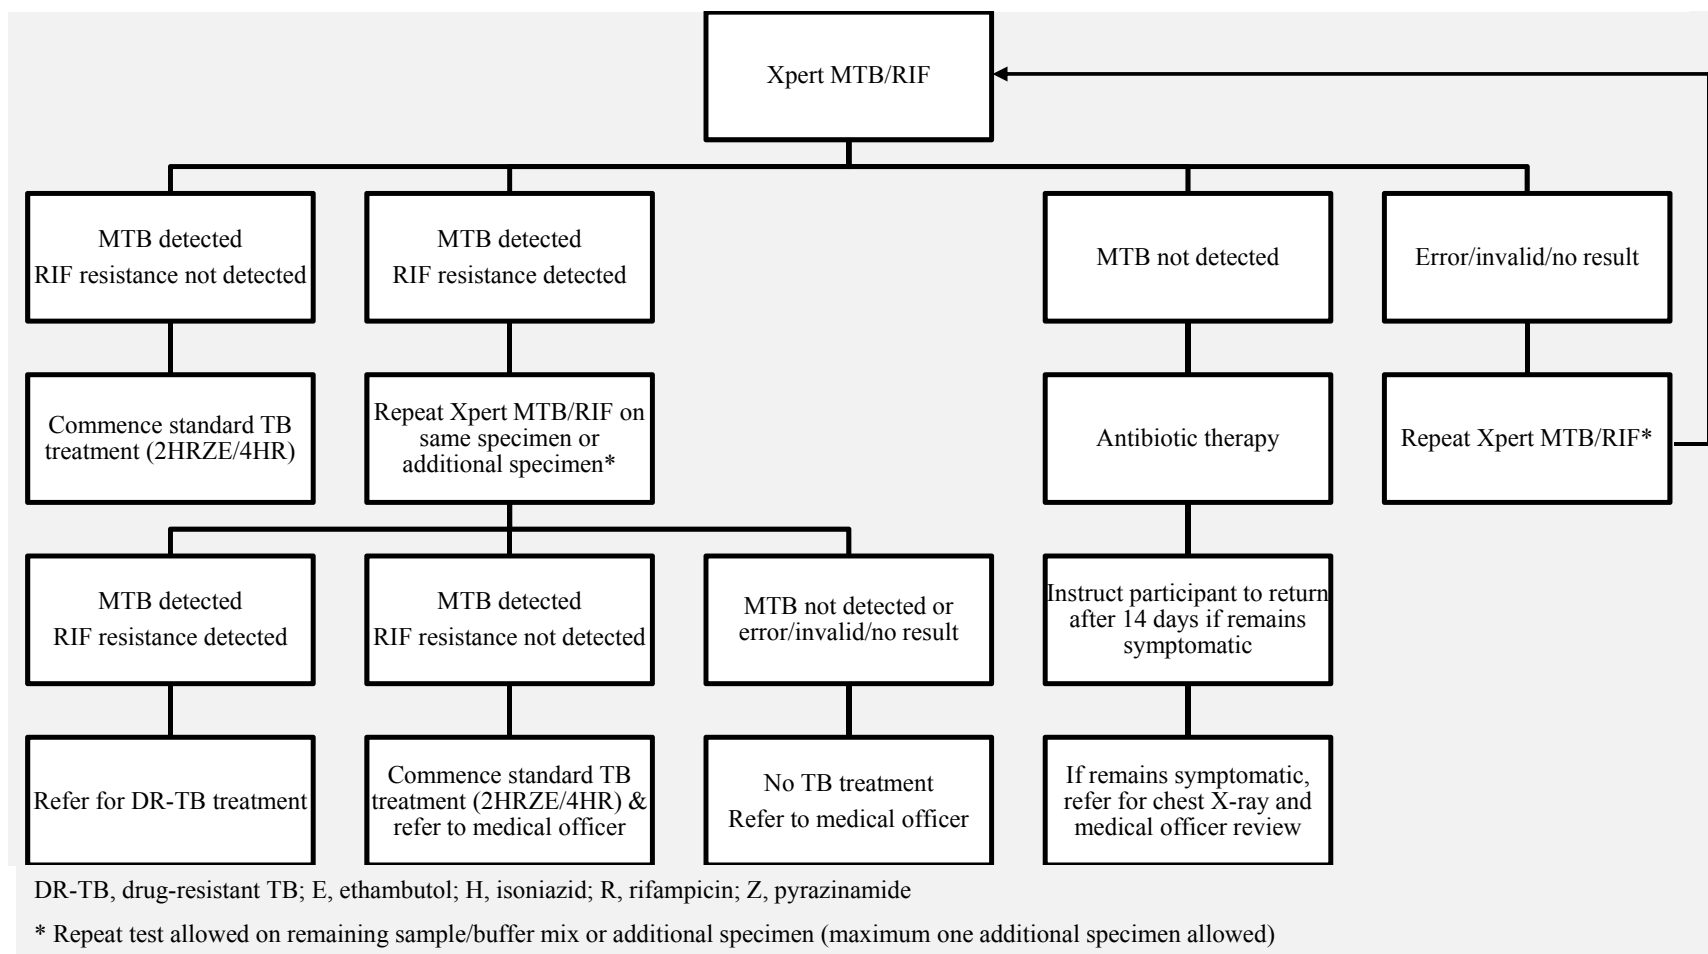 Xpert MTB/RIF
MTB detected
RIF resistance not detected
MTB detected
RIF resistance detected
MTB not detected
Error/invalid/no result
Commence standard TB
treatment (2HRZE/4HR)
Repeat Xpert MTB/RIF on
same specimen or
additional specimen*
Antibiotic therapy
Repeat Xpert MTB/RIF*
MTB detected
RIF resistance detected
MTB detected
RIF resistance not detected
MTB not detected or
error/invalid/no result
Instruct participant to return
after 14 days if remains
symptomatic
Refer for DR-TB treatment
Commence standard TB
treatment (2HRZE/4HR) &
refer to medical officer
No TB treatment
Refer to medical officer
If remains symptomatic,
refer for chest X-ray and
medical officer review
DR-TB, drug-resistant TB; E, ethambutol; H, isoniazid; R, rifampicin; Z, pyrazinamide
* Repeat test allowed on remaining sample/buffer mix or additional specimen (maximum one additional specimen allowed)